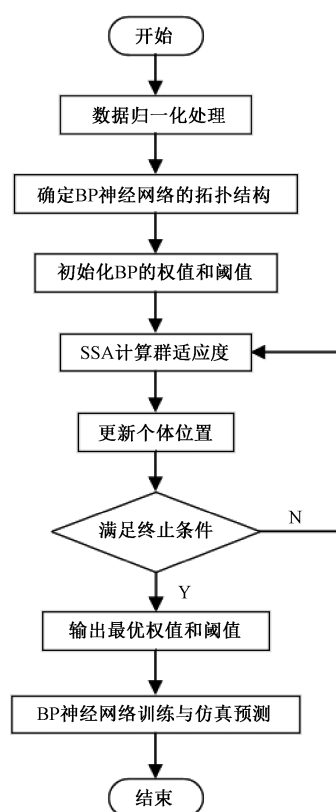 开始
数据归一化处理
确定BP神经网络的拓扑结构
初始化BP的权值和阈值
SSA计算群适应度
更新个体位置
满足终止条件
N
Y
输出最优权值和阈值
BP神经网络训练与仿真预测
结束